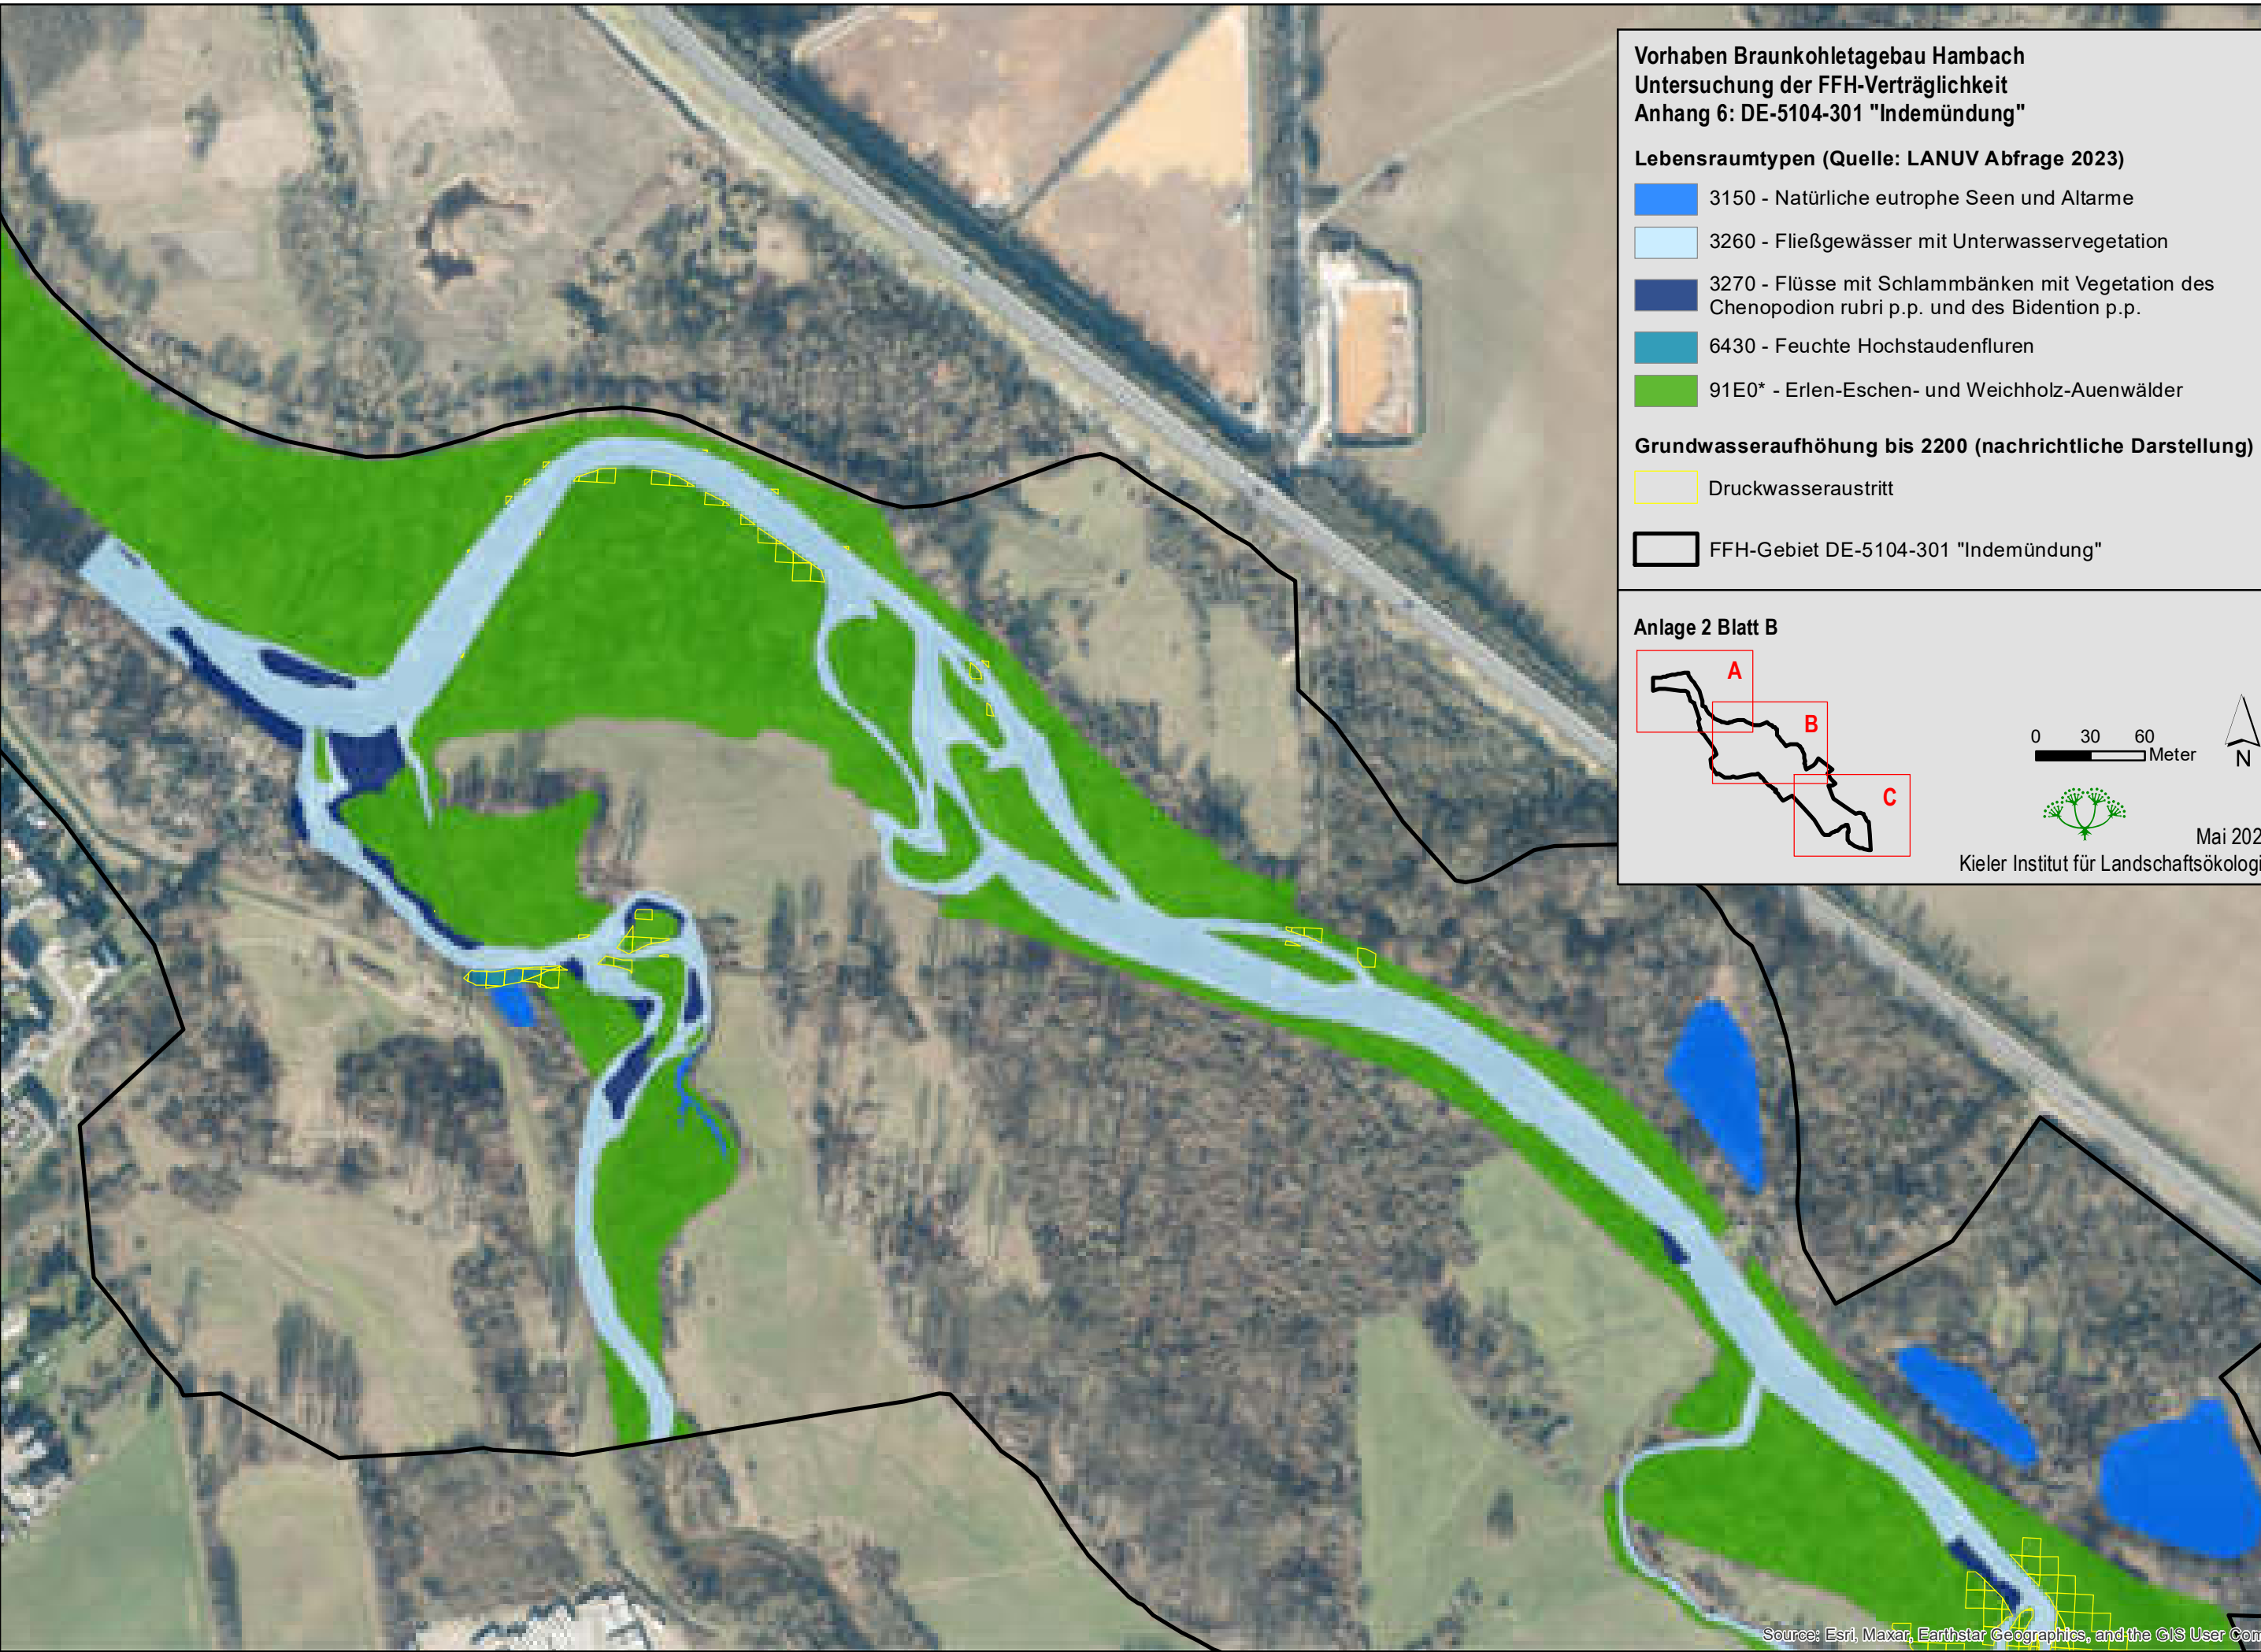 Vorhaben Braunkohletagebau Hambach
Untersuchung der FFH-Verträglichkeit
Anhang 6: DE-5104-301 "Indemündung"
Lebensraumtypen (Quelle: LANUV Abfrage 2023)
3150 - Natürliche eutrophe Seen und Altarme
3260 - Fließgewässer mit Unterwasservegetation
3270 - Flüsse mit Schlammbänken mit Vegetation des
Chenopodion rubri p.p. und des Bidention p.p.
6430 - Feuchte Hochstaudenfluren
91E0* - Erlen-Eschen- und Weichholz-Auenwälder
Grundwasseraufhöhung bis 2200 (nachrichtliche Darstellung)
Druckwasseraustritt
FFH-Gebiet DE-5104-301 "Indemündung"
Anlage 2 Blatt B
A
B
C
0 30 60
Meter
N
Mai 202
Kieler Institut für Landschaftsökologi
Source: Esri, Maxar, Earthstar Geographics, and the GIS User Com